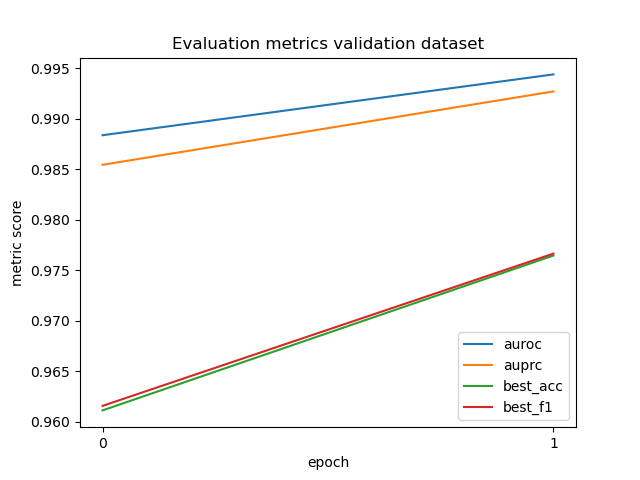 Evaluation metrics validation dataset
0.995
0.990
0.985
0.980
0.975
0.970
0.965
0.960
metric score
0 1
epoch
auroc
auprc
best_acc
best_f1